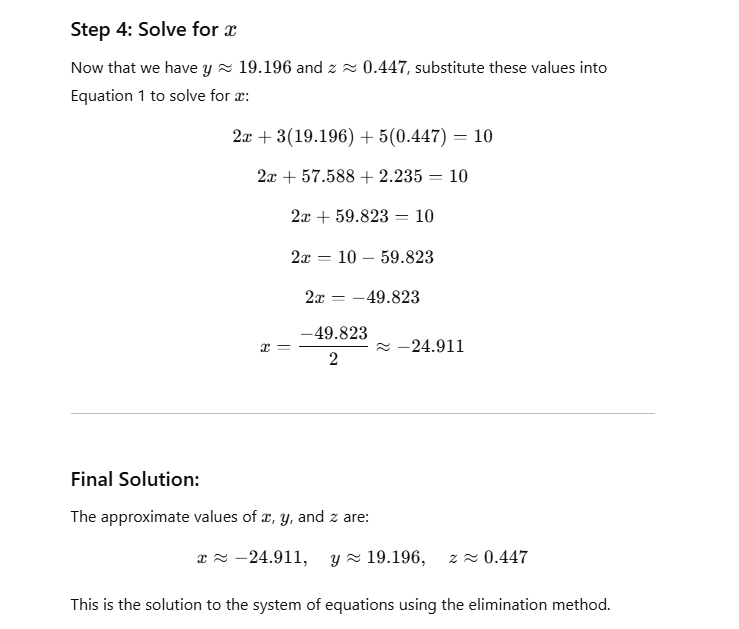 Step 4: Solve for x
Now that we have y ≈ 19.196 and z ≈ 0.447, substitute these values into
Equation 1 to solve for x:
2x + 3(19.196) + 5(0.447) = 10
2x + 57.588 + 2.235 = 10
2x + 59.823 = 10
2x = 10 − 59.823
2x = −49.823
x = −49.823/2 ≈ −24.911
Final Solution:
The approximate values of x, y, and z are:
x ≈ −24.911, y ≈ 19.196, z ≈ 0.447
This is the solution to the system of equations using the elimination method.